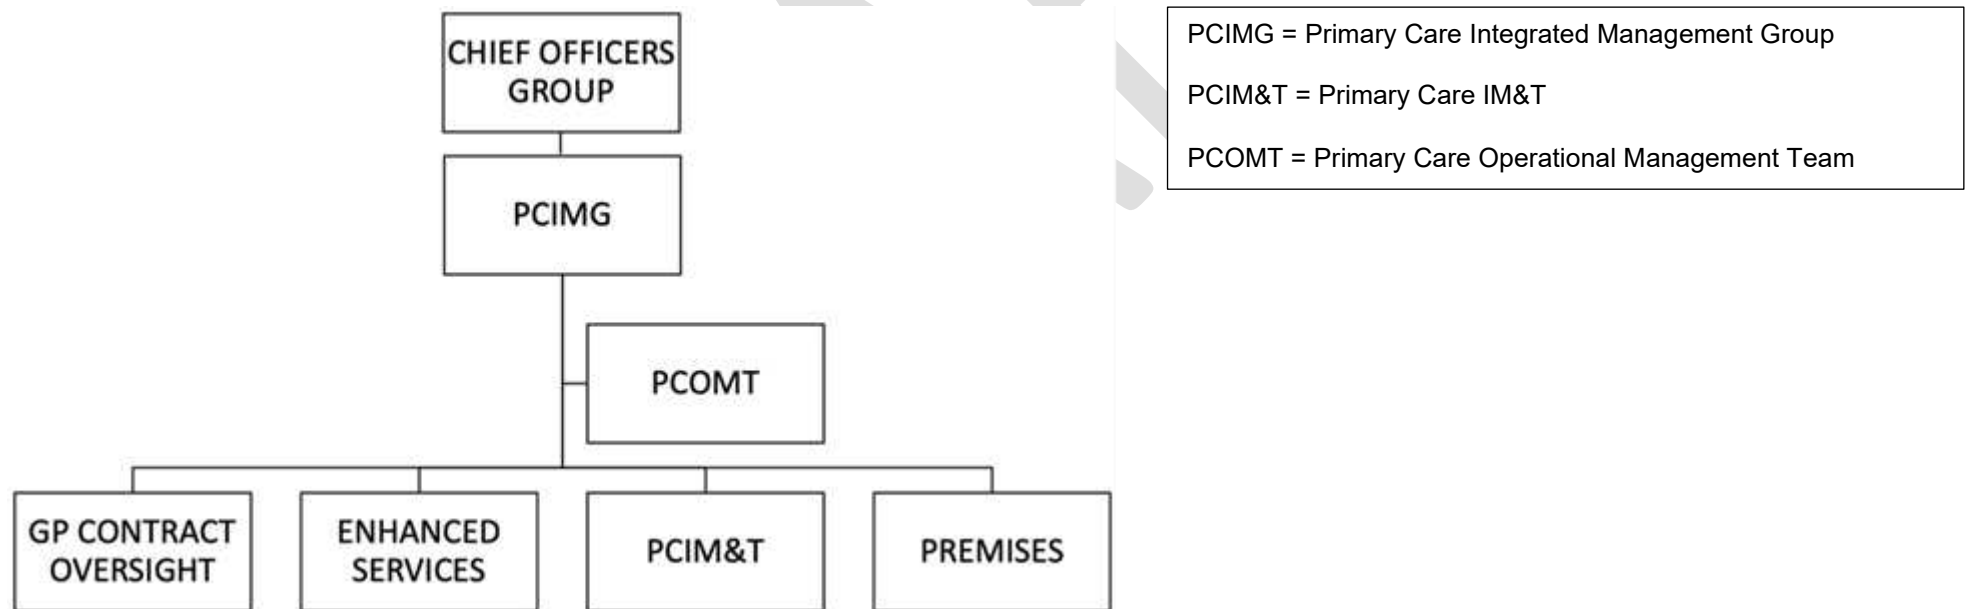 CHIEF OFFICERS
GROUP
PCIMG
PCOMT
GP CONTRACT
OVERSIGHT
ENHANCED
SERVICES
PCIM&T
PREMISES
PCIMG = Primary Care Integrated Management Group
PCIM&T = Primary Care IM&T
PCOMT = Primary Care Operational Management Team